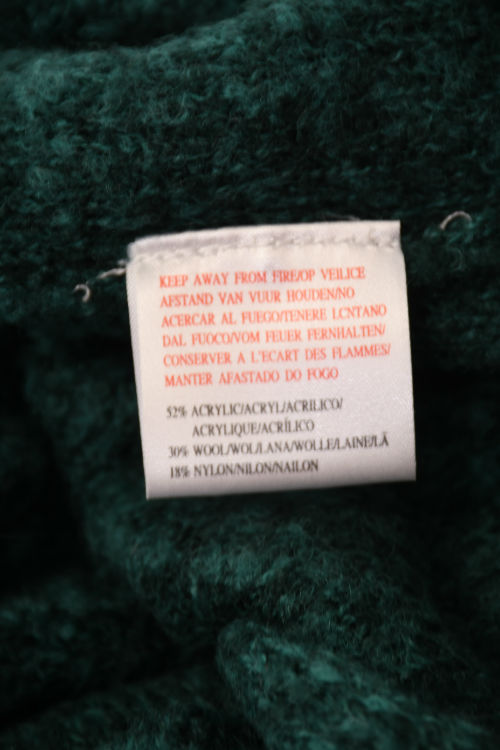 KEEP AWAY FROM FIRE/OP VEILICE
AFSTAND VAN VUUR HOUDEN/NO
ACERCAR AL FUEGO/TENERE LCNTANO
DAL FUOCO/VOM FEUER FERNHALTEN/
CONSERVER A L'ECART DES FLAMMES/
MANTER AFASTADO DO FOGO
52% ACRYLIC/ACRYL/ACRILICO/
ACRYLIQUE/ACRÍLICO
30% WOOL/WOL/LANA/WOLLE/LAINE/LÃ
18% NYLON/NILON/NAILON